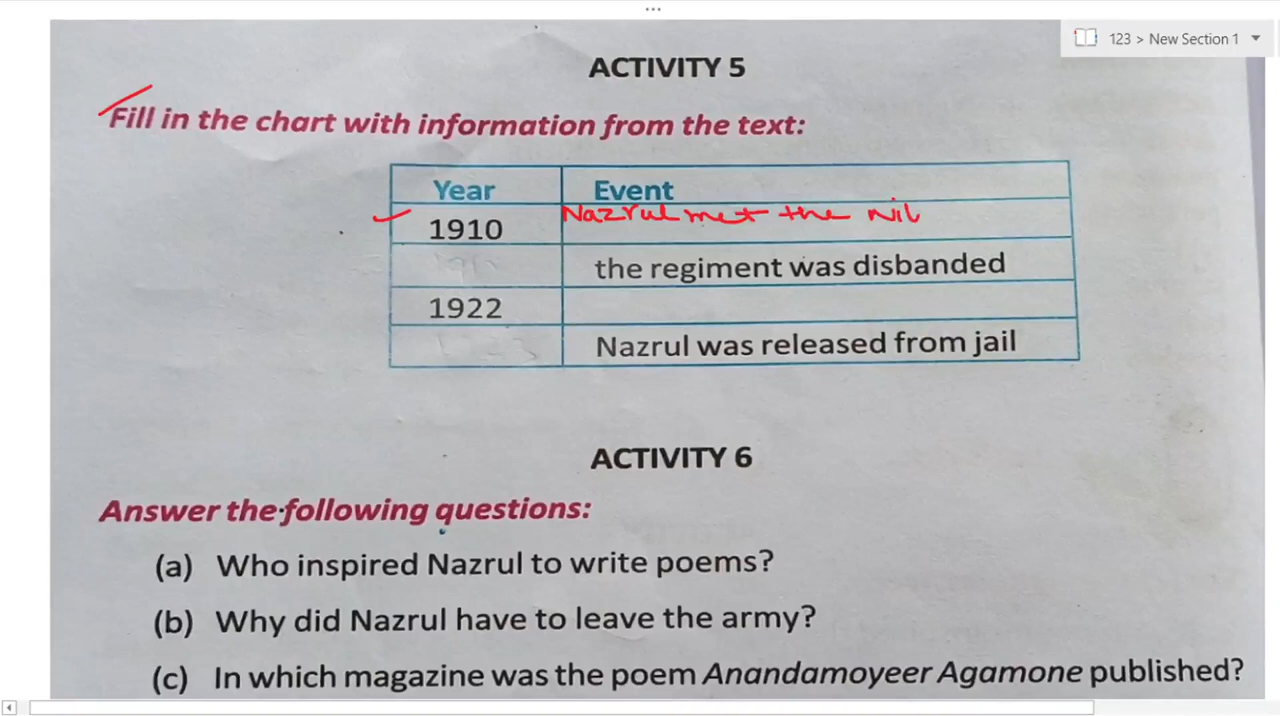 123 > New Section 1
ACTIVITY 5
Fill in the chart with information from the text:
Year Event
1910 Nazrul met the Nil
the regiment was disbanded
1922
Nazrul was released from jail
ACTIVITY 6
Answer the following questions:
(a) Who inspired Nazrul to write poems?
(b) Why did Nazrul have to leave the army?
(c) In which magazine was the poem Anandamoyeer Agamone published?